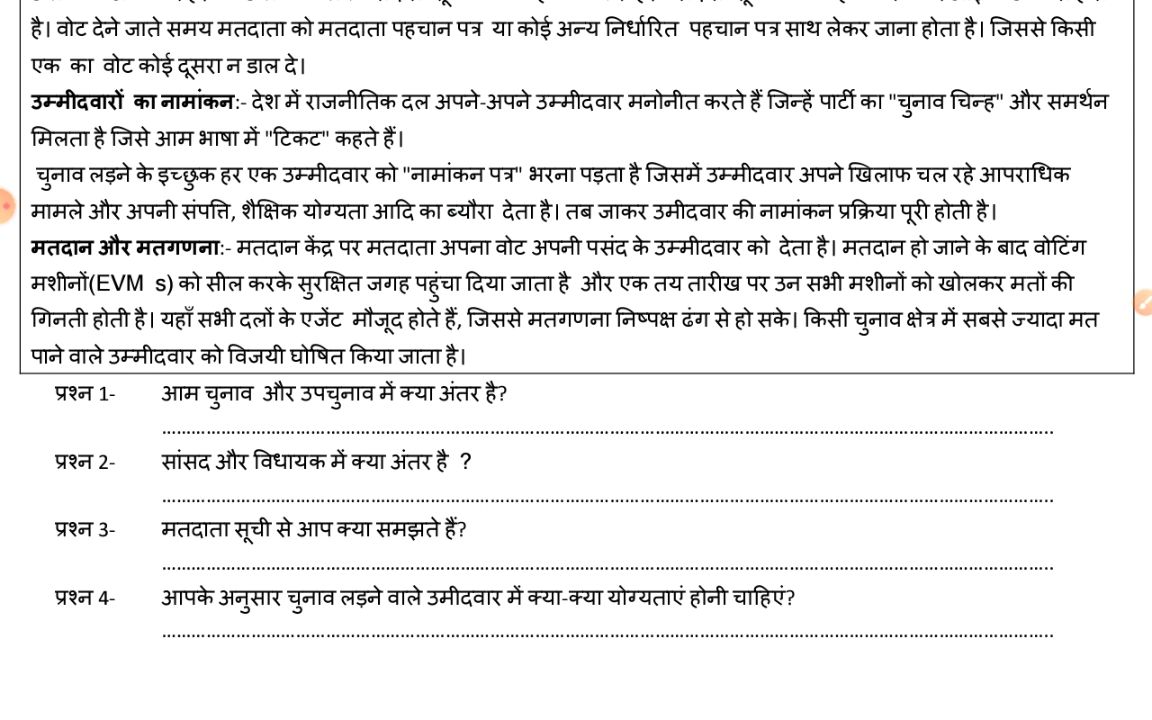 है। वोट देने जाते समय मतदाता को मतदाता पहचान पत्र या कोई अन्य निर्धारित पहचान पत्र साथ लेकर जाना होता है। जिससे किसी
एक का वोट कोई दूसरा न डाल दे।
उम्मीदवारों का नामांकन:- देश में राजनीतिक दल अपने-अपने उम्मीदवार मनोनीत करते हैं जिन्हें पार्टी का "चुनाव चिन्ह" और समर्थन
मिलता है जिसे आम भाषा में "टिकट" कहते हैं।
चुनाव लड़ने के इच्छुक हर एक उम्मीदवार को "नामांकन पत्र" भरना पड़ता है जिसमें उम्मीदवार अपने खिलाफ चल रहे आपराधिक
मामले और अपनी संपत्ति, शैक्षिक योग्यता आदि का ब्यौरा देता है। तब जाकर उमीदवार की नामांकन प्रक्रिया पूरी होती है।
मतदान और मतगणना:- मतदान केंद्र पर मतदाता अपना वोट अपनी पसंद के उम्मीदवार को देता है। मतदान हो जाने के बाद वोटिंग
मशीनों(EVM s) को सील करके सुरक्षित जगह पहुंचा दिया जाता है और एक तय तारीख पर उन सभी मशीनों को खोलकर मतों की
गिनती होती है। यहाँ सभी दलों के एजेंट मौजूद होते हैं, जिससे मतगणना निष्पक्ष ढंग से हो सके। किसी चुनाव क्षेत्र में सबसे ज्यादा मत
पाने वाले उम्मीदवार को विजयी घोषित किया जाता है।
प्रश्न 1- आम चुनाव और उपचुनाव में क्या अंतर है?
प्रश्न 2- सांसद और विधायक में क्या अंतर है ?
प्रश्न 3- मतदाता सूची से आप क्या समझते हैं?
प्रश्न 4- आपके अनुसार चुनाव लड़ने वाले उमीदवार में क्या-क्या योग्यताएं होनी चाहिएं?